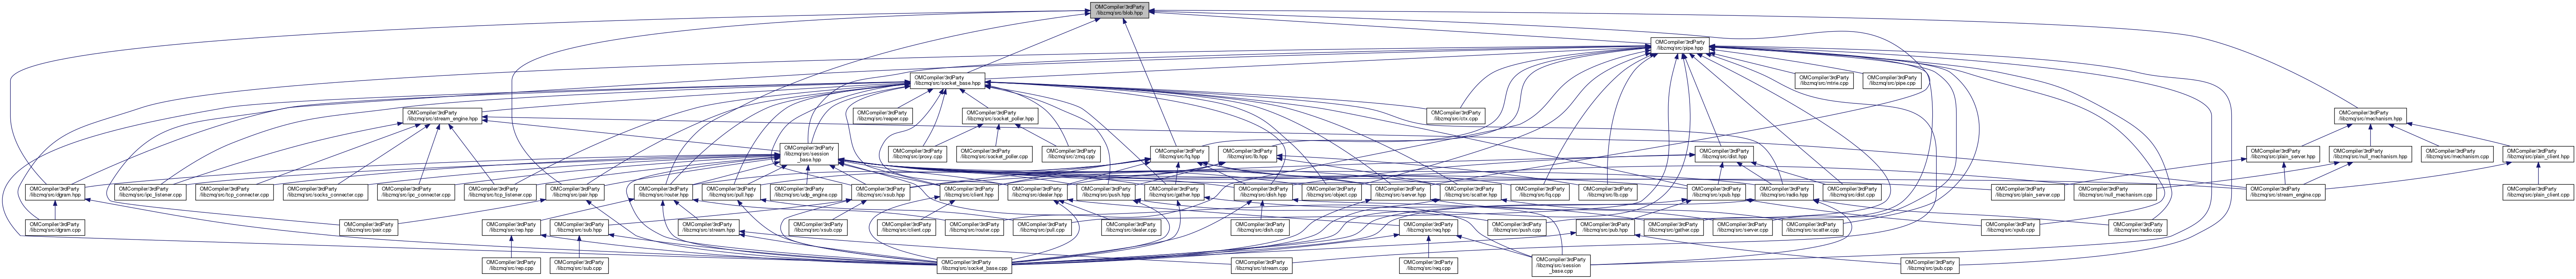 OMCompiler/3rdParty
/libzmq/src/blob.hpp
OMCompiler/3rdParty
/libzmq/src/pipe.hpp
OMCompiler/3rdParty
/libzmq/src/socket_base.hpp
OMCompiler/3rdParty
/libzmq/src/mtrie.cpp
OMCompiler/3rdParty
/libzmq/src/pipe.cpp
OMCompiler/3rdParty
/libzmq/src/stream_engine.hpp
OMCompiler/3rdParty
/libzmq/src/reaper.cpp
OMCompiler/3rdParty
/libzmq/src/socket_poller.hpp
OMCompiler/3rdParty
/libzmq/src/ctx.cpp
OMCompiler/3rdParty
/libzmq/src/mechanism.hpp
OMCompiler/3rdParty
/libzmq/src/session
_base.hpp
OMCompiler/3rdParty
/libzmq/src/proxy.cpp
OMCompiler/3rdParty
/libzmq/src/socket_poller.cpp
OMCompiler/3rdParty
/libzmq/src/zmq.cpp
OMCompiler/3rdParty
/libzmq/src/fq.hpp
OMCompiler/3rdParty
/libzmq/src/lb.hpp
OMCompiler/3rdParty
/libzmq/src/dist.hpp
OMCompiler/3rdParty
/libzmq/src/plain_server.hpp
OMCompiler/3rdParty
/libzmq/src/null_mechanism.hpp
OMCompiler/3rdParty
/libzmq/src/mechanism.cpp
OMCompiler/3rdParty
/libzmq/src/plain_client.hpp
OMCompiler/3rdParty
/libzmq/src/dgram.hpp
OMCompiler/3rdParty
/libzmq/src/ipc_listener.cpp
OMCompiler/3rdParty
/libzmq/src/tcp_connecter.cpp
OMCompiler/3rdParty
/libzmq/src/socks_connecter.cpp
OMCompiler/3rdParty
/libzmq/src/ipc_connecter.cpp
OMCompiler/3rdParty
/libzmq/src/tcp_listener.cpp
OMCompiler/3rdParty
/libzmq/src/pair.hpp
OMCompiler/3rdParty
/libzmq/src/router.hpp
OMCompiler/3rdParty
/libzmq/src/pull.hpp
OMCompiler/3rdParty
/libzmq/src/udp_engine.cpp
OMCompiler/3rdParty
/libzmq/src/xsub.hpp
OMCompiler/3rdParty
/libzmq/src/client.hpp
OMCompiler/3rdParty
/libzmq/src/dealer.hpp
OMCompiler/3rdParty
/libzmq/src/push.hpp
OMCompiler/3rdParty
/libzmq/src/gather.hpp
OMCompiler/3rdParty
/libzmq/src/dish.hpp
OMCompiler/3rdParty
/libzmq/src/object.cpp
OMCompiler/3rdParty
/libzmq/src/server.hpp
OMCompiler/3rdParty
/libzmq/src/scatter.hpp
OMCompiler/3rdParty
/libzmq/src/fq.cpp
OMCompiler/3rdParty
/libzmq/src/lb.cpp
OMCompiler/3rdParty
/libzmq/src/xpub.hpp
OMCompiler/3rdParty
/libzmq/src/radio.hpp
OMCompiler/3rdParty
/libzmq/src/dist.cpp
OMCompiler/3rdParty
/libzmq/src/plain_server.cpp
OMCompiler/3rdParty
/libzmq/src/null_mechanism.cpp
OMCompiler/3rdParty
/libzmq/src/stream_engine.cpp
OMCompiler/3rdParty
/libzmq/src/plain_client.cpp
OMCompiler/3rdParty
/libzmq/src/dgram.cpp
OMCompiler/3rdParty
/libzmq/src/pair.cpp
OMCompiler/3rdParty
/libzmq/src/rep.hpp
OMCompiler/3rdParty
/libzmq/src/sub.hpp
OMCompiler/3rdParty
/libzmq/src/stream.hpp
OMCompiler/3rdParty
/libzmq/src/xsub.cpp
OMCompiler/3rdParty
/libzmq/src/client.cpp
OMCompiler/3rdParty
/libzmq/src/router.cpp
OMCompiler/3rdParty
/libzmq/src/pull.cpp
OMCompiler/3rdParty
/libzmq/src/dealer.cpp
OMCompiler/3rdParty
/libzmq/src/dish.cpp
OMCompiler/3rdParty
/libzmq/src/req.hpp
OMCompiler/3rdParty
/libzmq/src/push.cpp
OMCompiler/3rdParty
/libzmq/src/pub.hpp
OMCompiler/3rdParty
/libzmq/src/gather.cpp
OMCompiler/3rdParty
/libzmq/src/server.cpp
OMCompiler/3rdParty
/libzmq/src/scatter.cpp
OMCompiler/3rdParty
/libzmq/src/xpub.cpp
OMCompiler/3rdParty
/libzmq/src/radio.cpp
OMCompiler/3rdParty
/libzmq/src/rep.cpp
OMCompiler/3rdParty
/libzmq/src/sub.cpp
OMCompiler/3rdParty
/libzmq/src/socket_base.cpp
OMCompiler/3rdParty
/libzmq/src/stream.cpp
OMCompiler/3rdParty
/libzmq/src/req.cpp
OMCompiler/3rdParty
/libzmq/src/session
_base.cpp
OMCompiler/3rdParty
/libzmq/src/pub.cpp